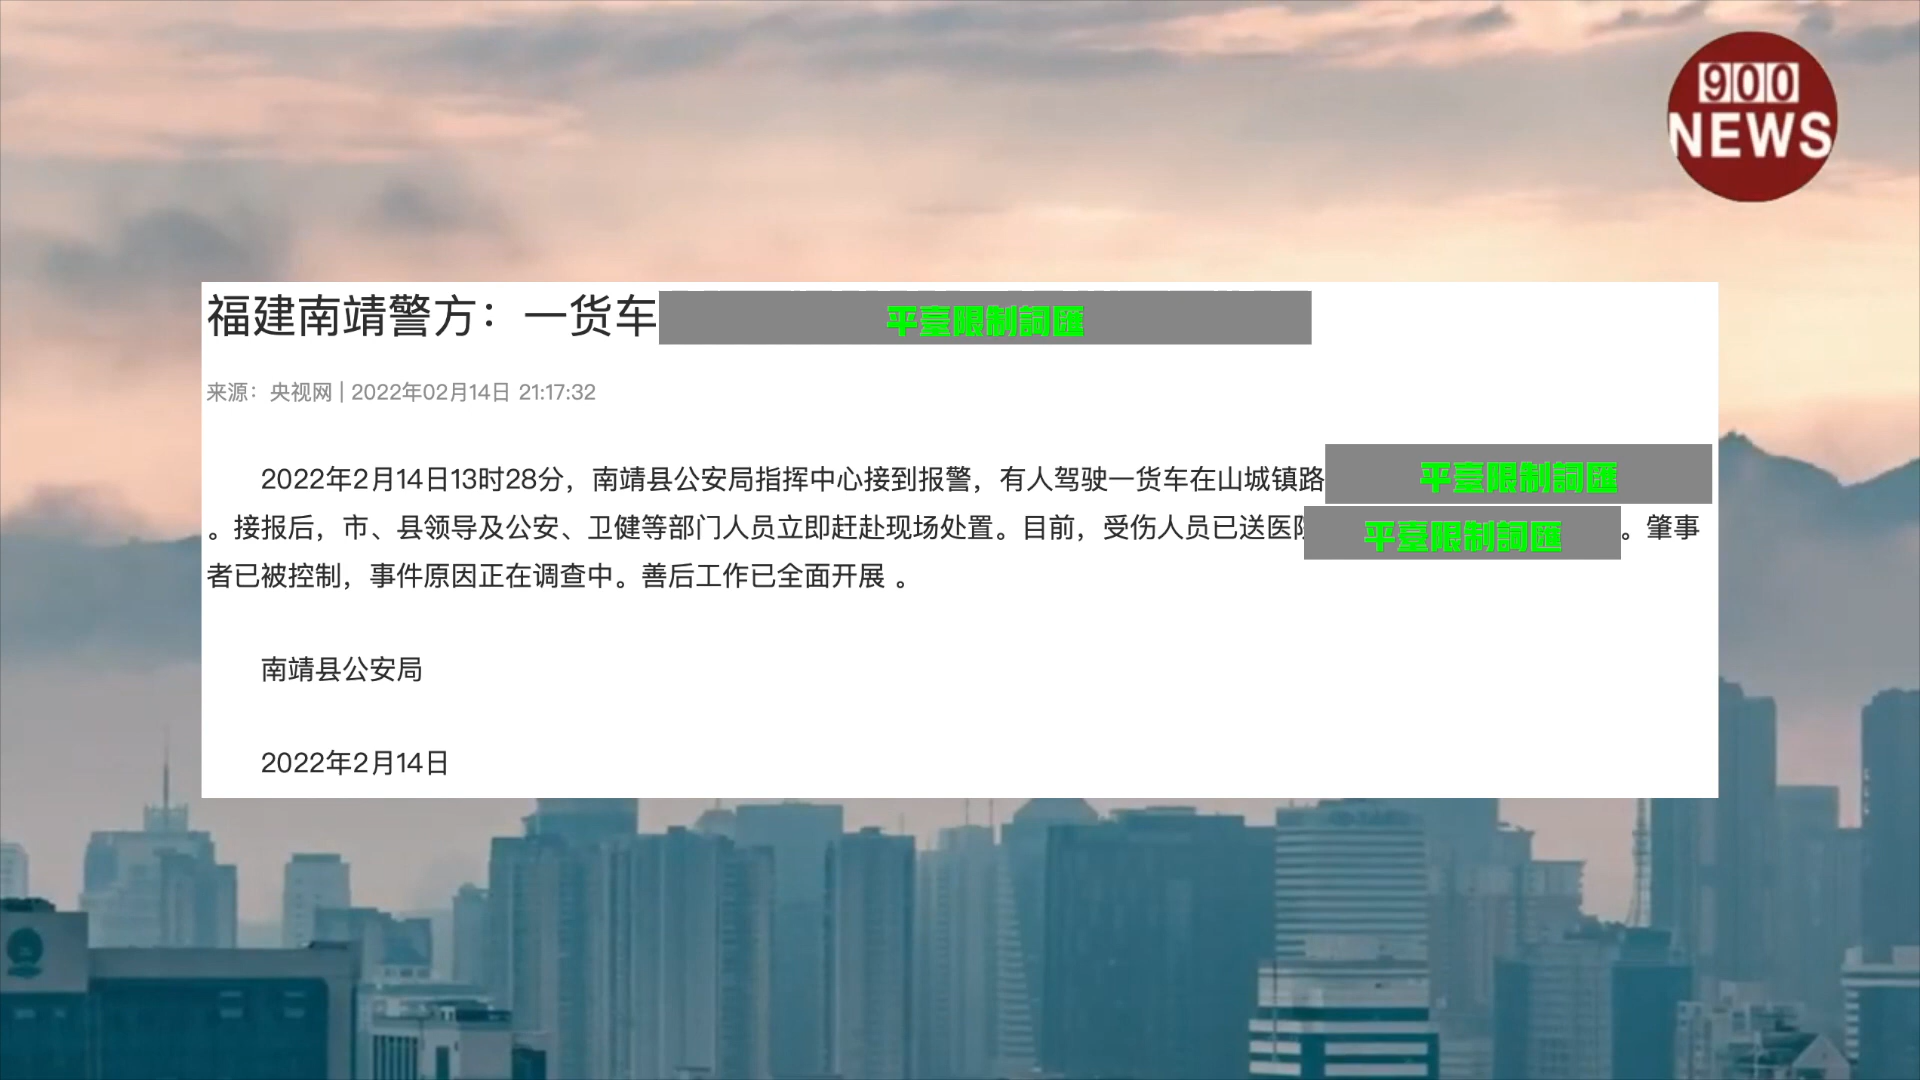 900
NEWS
福建南靖警方：一货车 平臺限制詞匯
来源：央视网 | 2022年02月14日 21:17:32
2022年2月14日13时28分，南靖县公安局指挥中心接到报警，有人驾驶一货车在山城镇路 平臺限制詞匯
。接报后，市、县领导及公安、卫健等部门人员立即赶赴现场处置。目前，受伤人员已送医 平臺限制詞匯 。肇事
者已被控制，事件原因正在调查中。善后工作已全面开展 。
南靖县公安局
2022年2月14日